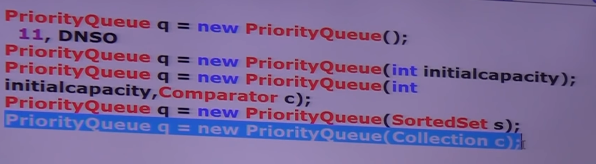 PriorityQueue q = new PriorityQueue();
11, DNSO
PriorityQueue q = new PriorityQueue(int initialcapacity);
PriorityQueue q = new PriorityQueue(int
initialcapacity,Comparator c);
PriorityQueue q = new PriorityQueue(SortedSet s);
PriorityQueue q = new PriorityQueue(Collection c);